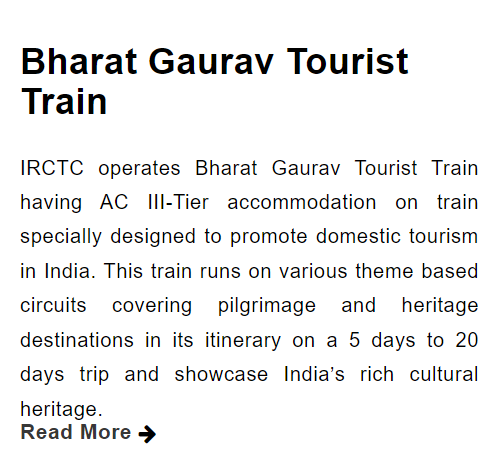 Bharat Gaurav Tourist
Train
IRCTC operates Bharat Gaurav Tourist Train
having AC III-Tier accommodation on train
specially designed to promote domestic tourism
in India. This train runs on various theme based
circuits covering pilgrimage and heritage
destinations in its itinerary on a 5 days to 20
days trip and showcase India’s rich cultural
heritage.
Read More →